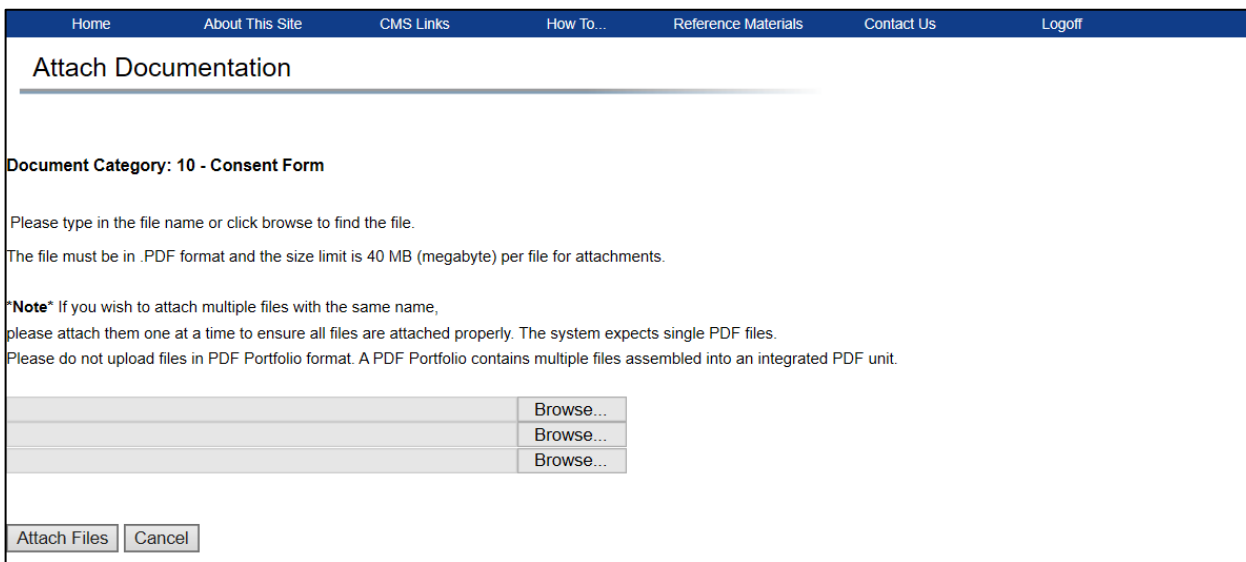 Home About This Site CMS Links How To... Reference Materials Contact Us Logoff
Attach Documentation
Document Category: 10 - Consent Form
Please type in the file name or click browse to find the file.
The file must be in .PDF format and the size limit is 40 MB (megabyte) per file for attachments.
*Note* If you wish to attach multiple files with the same name,
please attach them one at a time to ensure all files are attached properly. The system expects single PDF files.
Please do not upload files in PDF Portfolio format. A PDF Portfolio contains multiple files assembled into an integrated PDF unit.
Browse...
Browse...
Browse...
Attach Files Cancel